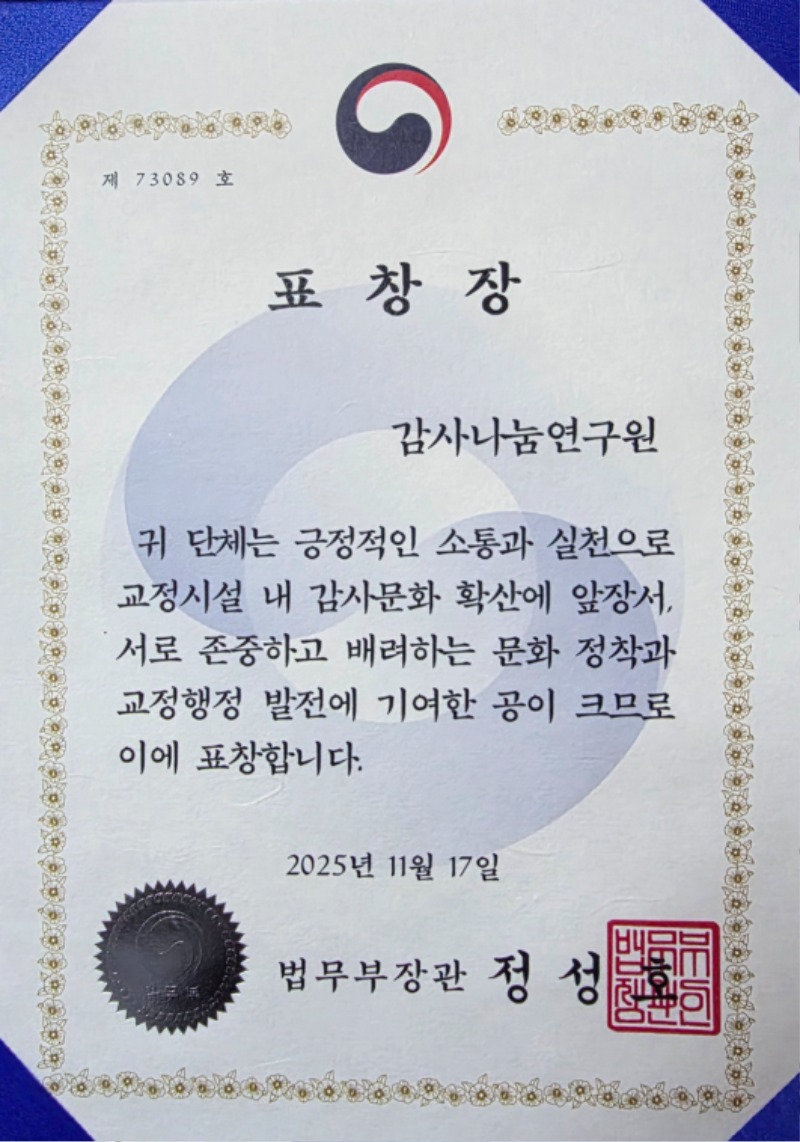 제 73089 호
표 창 장
감사나눔연구원
귀 단체는 긍정적인 소통과 실천으로
교정시설 내 감사문화 확산에 앞장서,
서로 존중하고 배려하는 문화 정착과
교정행정 발전에 기여한 공이 크므로
이에 표창합니다.
2025년 11월 17일
법무부장관 정 성 호
법무부